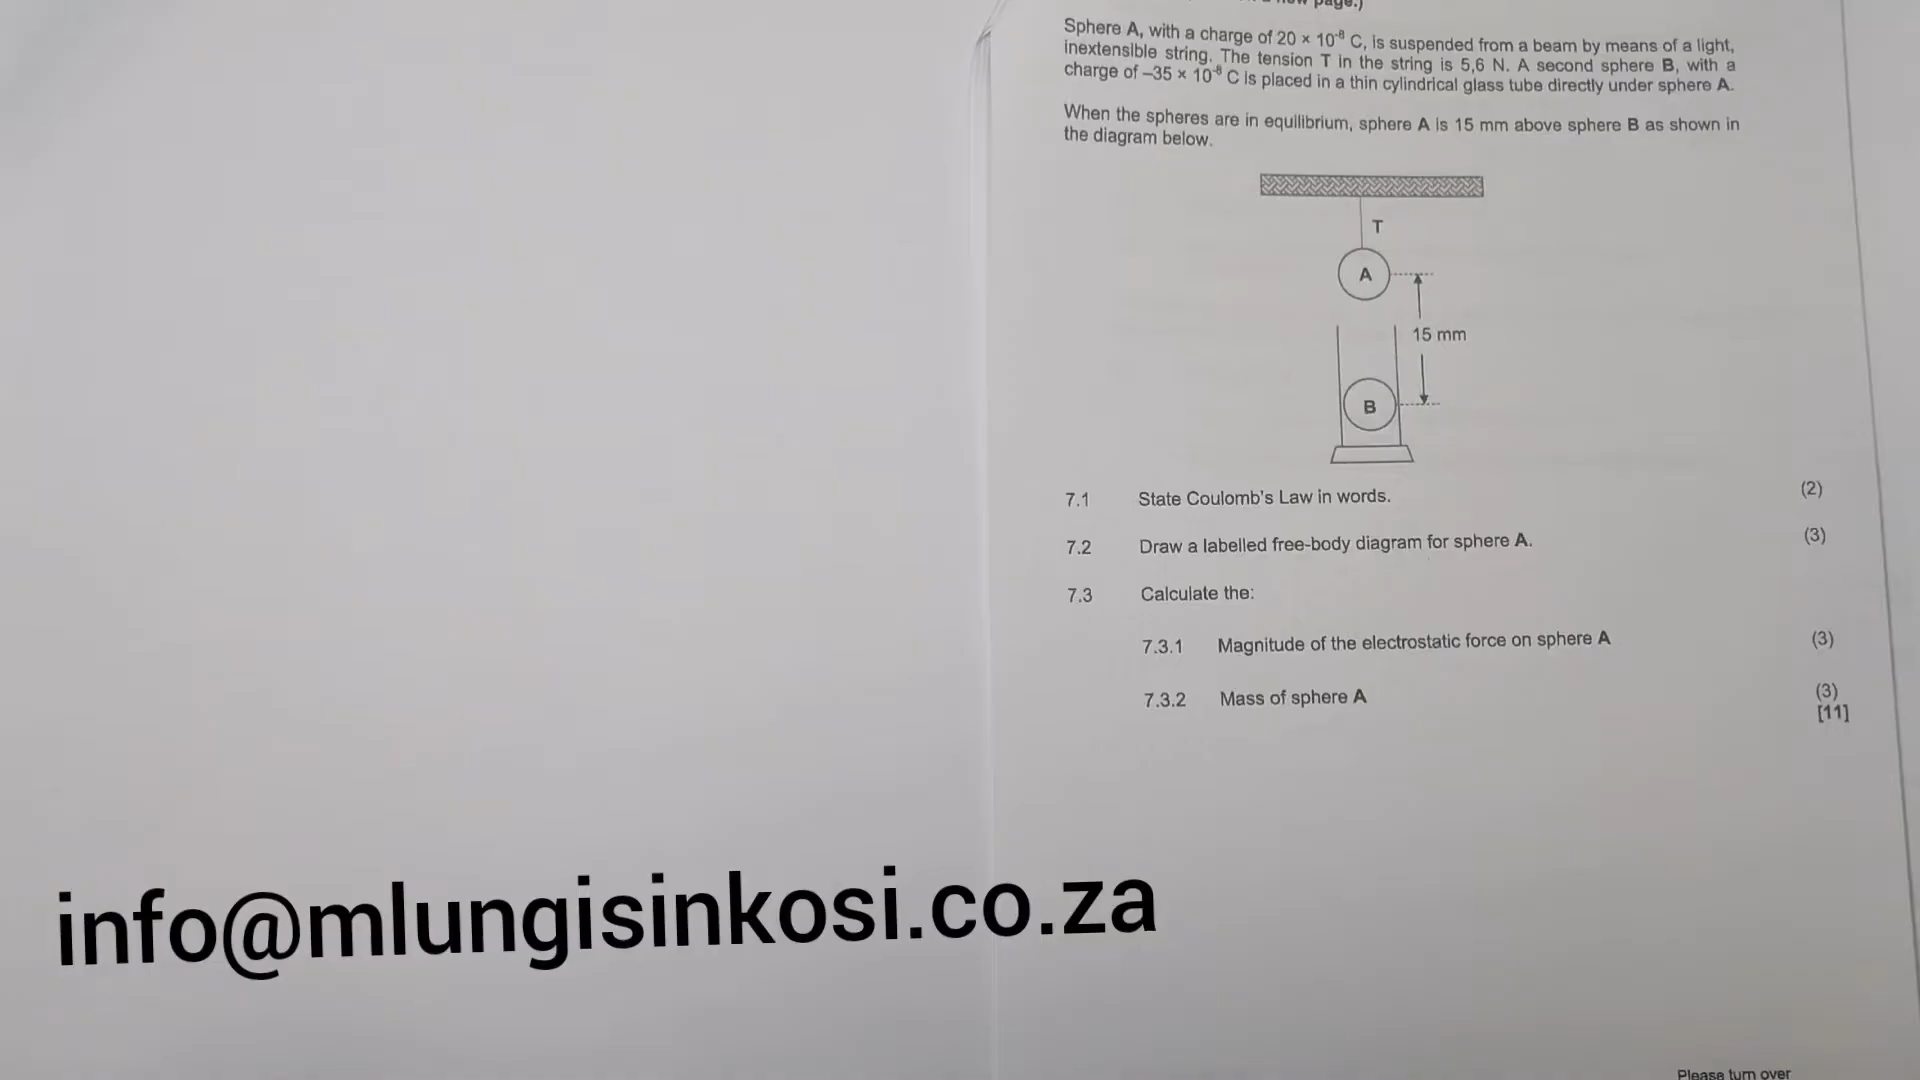 Sphere A, with a charge of 20 × 10⁻⁸ C, is suspended from a beam by means of a light,
inextensible string. The tension T in the string is 5,6 N. A second sphere B, with a
charge of –35 × 10⁻⁸ C is placed in a thin cylindrical glass tube directly under sphere A.
When the spheres are in equilibrium, sphere A is 15 mm above sphere B as shown in
the diagram below.
T
A
15 mm
B
7.1 State Coulomb's Law in words. (2)
7.2 Draw a labelled free-body diagram for sphere A. (3)
7.3 Calculate the:
7.3.1 Magnitude of the electrostatic force on sphere A (3)
7.3.2 Mass of sphere A (3)
[11]
info@mlungisinkosi.co.za
Please turn over